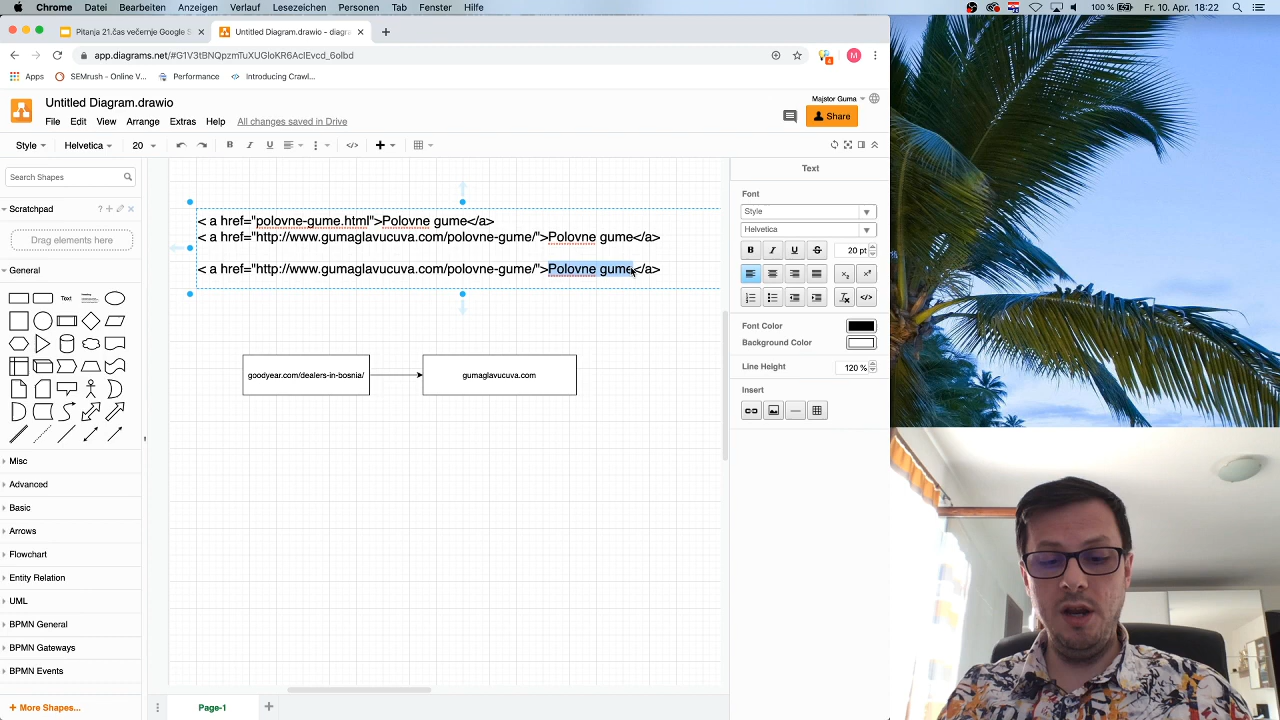 Chrome Datei Bearbeiten Anzeigen Verlauf Lesezeichen Personen Tab Fenster Hilfe
100 % Fr. 10. Apr. 18:22
Pitanja 21.čas večernje Google S
Untitled Diagram.drawio - diagr
app.diagrams.net/
Apps SEMrush - Online V... Performance Introducing Crawl...
Untitled Diagram.drawio
Majstor Guma
File Edit View Arrange Extras Help All changes saved in Drive
Share
Style Helvetica 20 B I U
Search Shapes
Scratchpad
Drag elements here
General
Text
Misc
Advanced
Basic
Arrows
Flowchart
Entity Relation
UML
BPMN General
BPMN Gateways
BPMN Events
+ More Shapes...
< a href="polovne-gume.html">Polovne gume</a>
< a href="http://www.gumaglavucuva.com/polovne-gume/">Polovne gume</a>
< a href="http://www.gumaglavucuva.com/polovne-gume/">Polovne gume</a>
goodyear.com/dealers-in-bosnia/
gumaglavucuva.com
Page-1
Text
Font
Style
Helvetica
B I U S 20 pt
Font Color
Background Color
Line Height 120 %
Insert